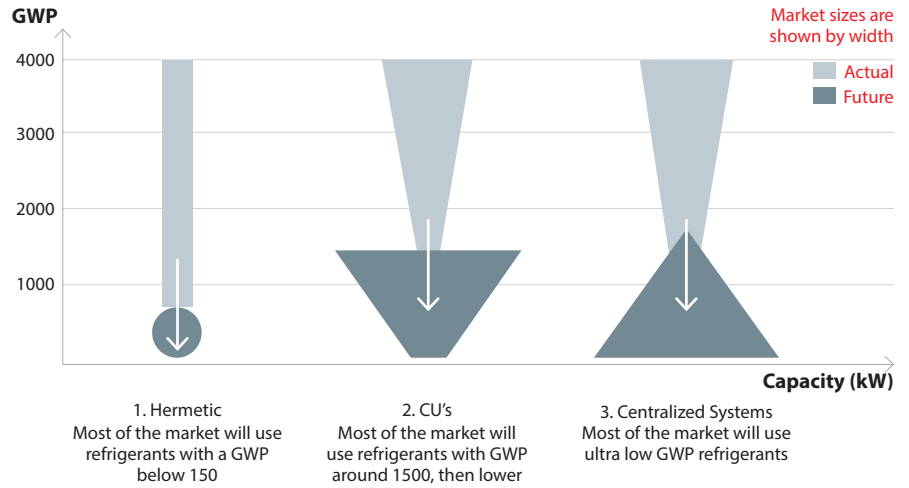 GWP
Market sizes are
shown by width
Actual
Future
4000
3000
2000
1000
Capacity (kW)
1. Hermetic
Most of the market will use
refrigerants with a GWP
below 150
2. CU's
Most of the market will
use refrigerants with GWP
around 1500, then lower
3. Centralized Systems
Most of the market will use
ultra low GWP refrigerants